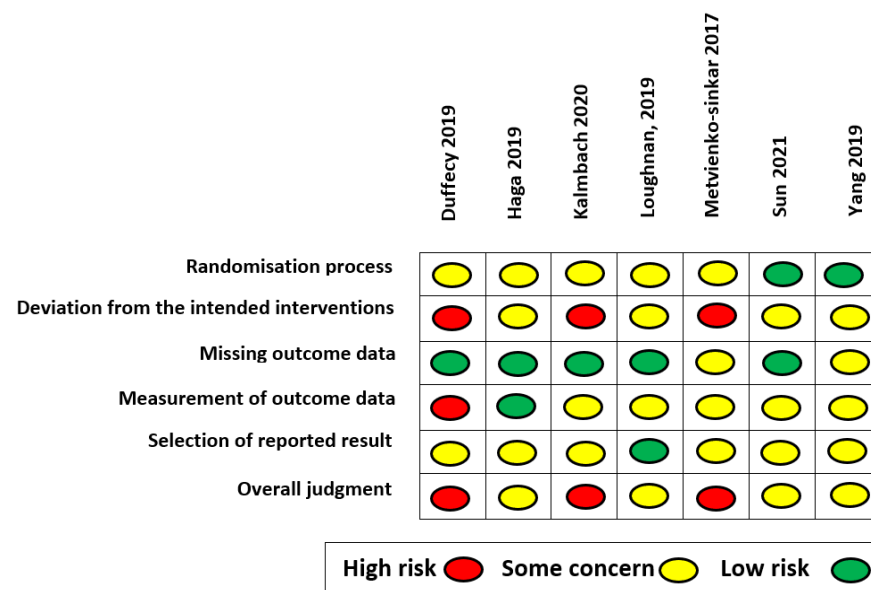 Duffecy 2019
Haga 2019
Kalmbach 2020
Loughnan, 2019
Metvienko-sinkar 2017
Sun 2021
Yang 2019
Randomisation process
Deviation from the intended interventions
Missing outcome data
Measurement of outcome data
Selection of reported result
Overall judgment
High risk Some concern Low risk